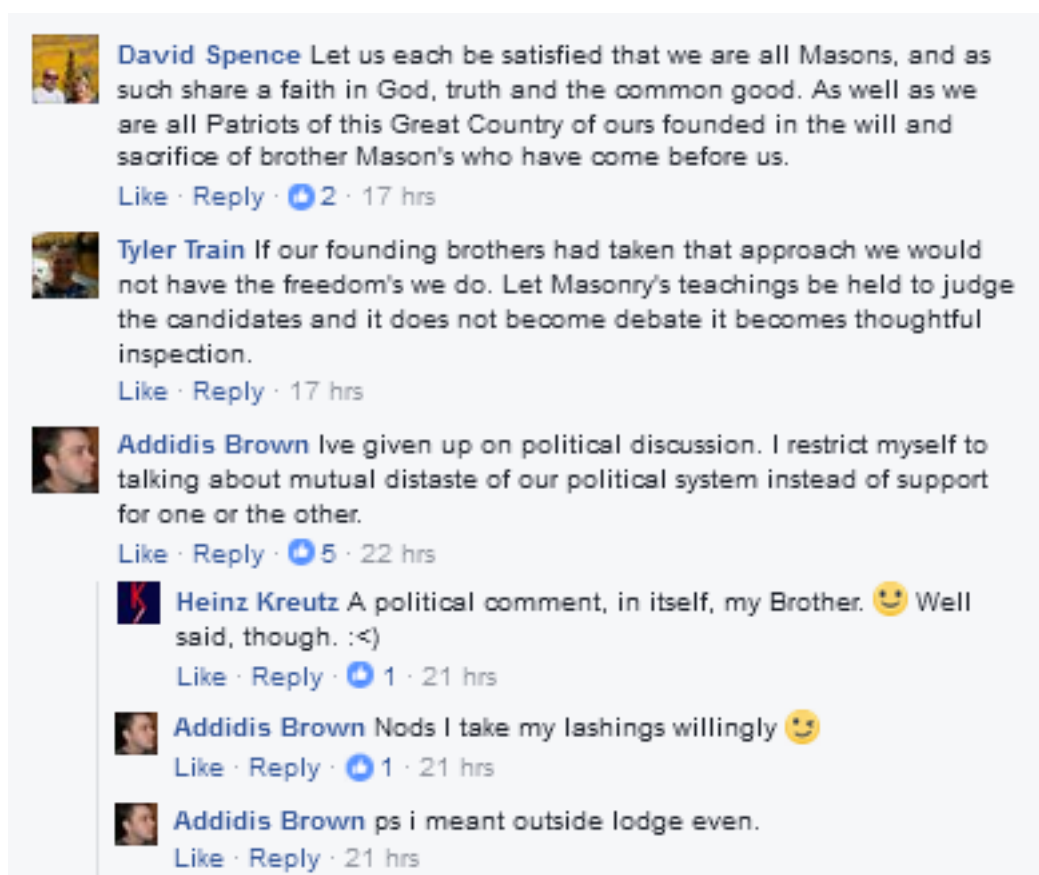 David Spence Let us each be satisfied that we are all Masons, and as
such share a faith in God, truth and the common good. As well as we
are all Patriots of this Great Country of ours founded in the will and
sacrifice of brother Mason's who have come before us.
Like · Reply · 2 · 17 hrs
Tyler Train If our founding brothers had taken that approach we would
not have the freedom's we do. Let Masonry's teachings be held to judge
the candidates and it does not become debate it becomes thoughtful
inspection.
Like · Reply · 17 hrs
Addidis Brown Ive given up on political discussion. I restrict myself to
talking about mutual distaste of our political system instead of support
for one or the other.
Like · Reply · 5 · 22 hrs
Heinz Kreutz A political comment, in itself, my Brother. 🙂 Well
said, though. :<)
Like · Reply · 1 · 21 hrs
Addidis Brown Nods I take my lashings willingly 😉
Like · Reply · 1 · 21 hrs
Addidis Brown ps i meant outside lodge even.
Like · Reply · 21 hrs